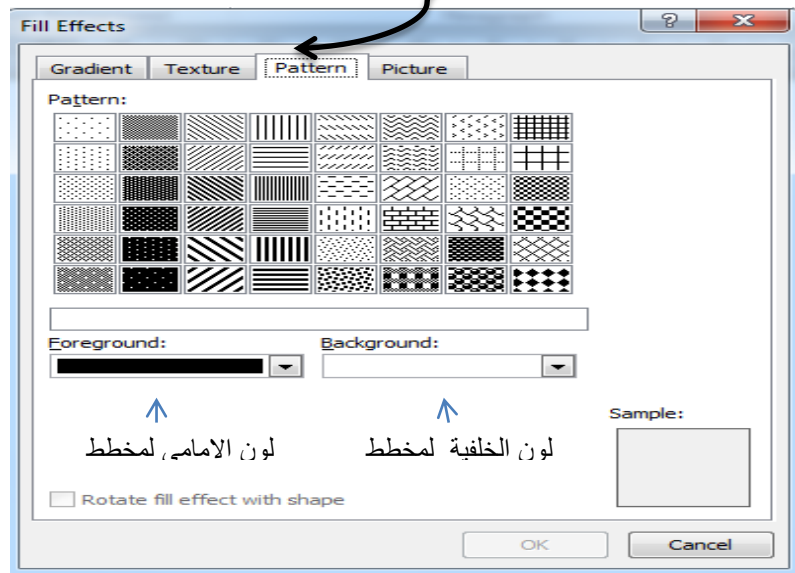 Fill Effects
Gradient Texture Pattern Picture
Pattern:
Foreground: Background:
Sample:
لون الامامي لمخطط لون الخلفية لمخطط
Rotate fill effect with shape
OK Cancel